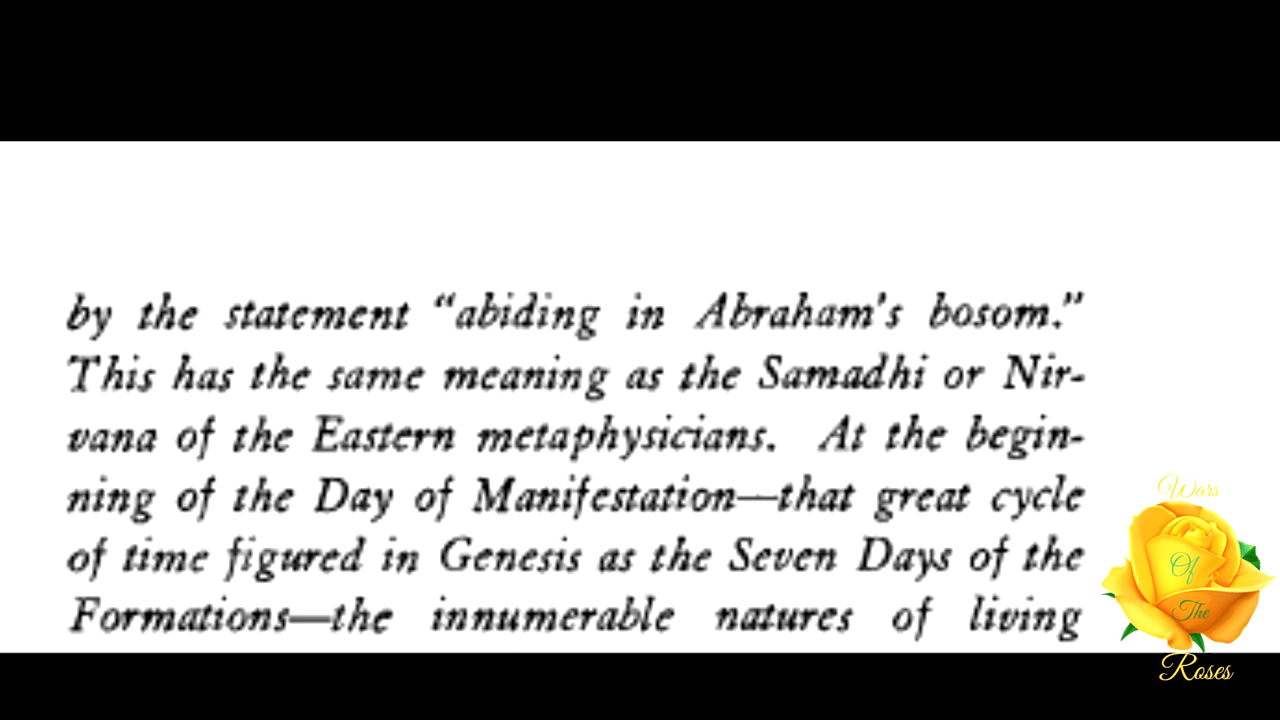 by the statement “abiding in Abraham’s bosom.”
This has the same meaning as the Samadhi or Nir-
vana of the Eastern metaphysicians. At the begin-
ning of the Day of Manifestation—that great cycle
of time figured in Genesis as the Seven Days of the
Formations—the innumerable natures of living
Wars
Of
The
Roses